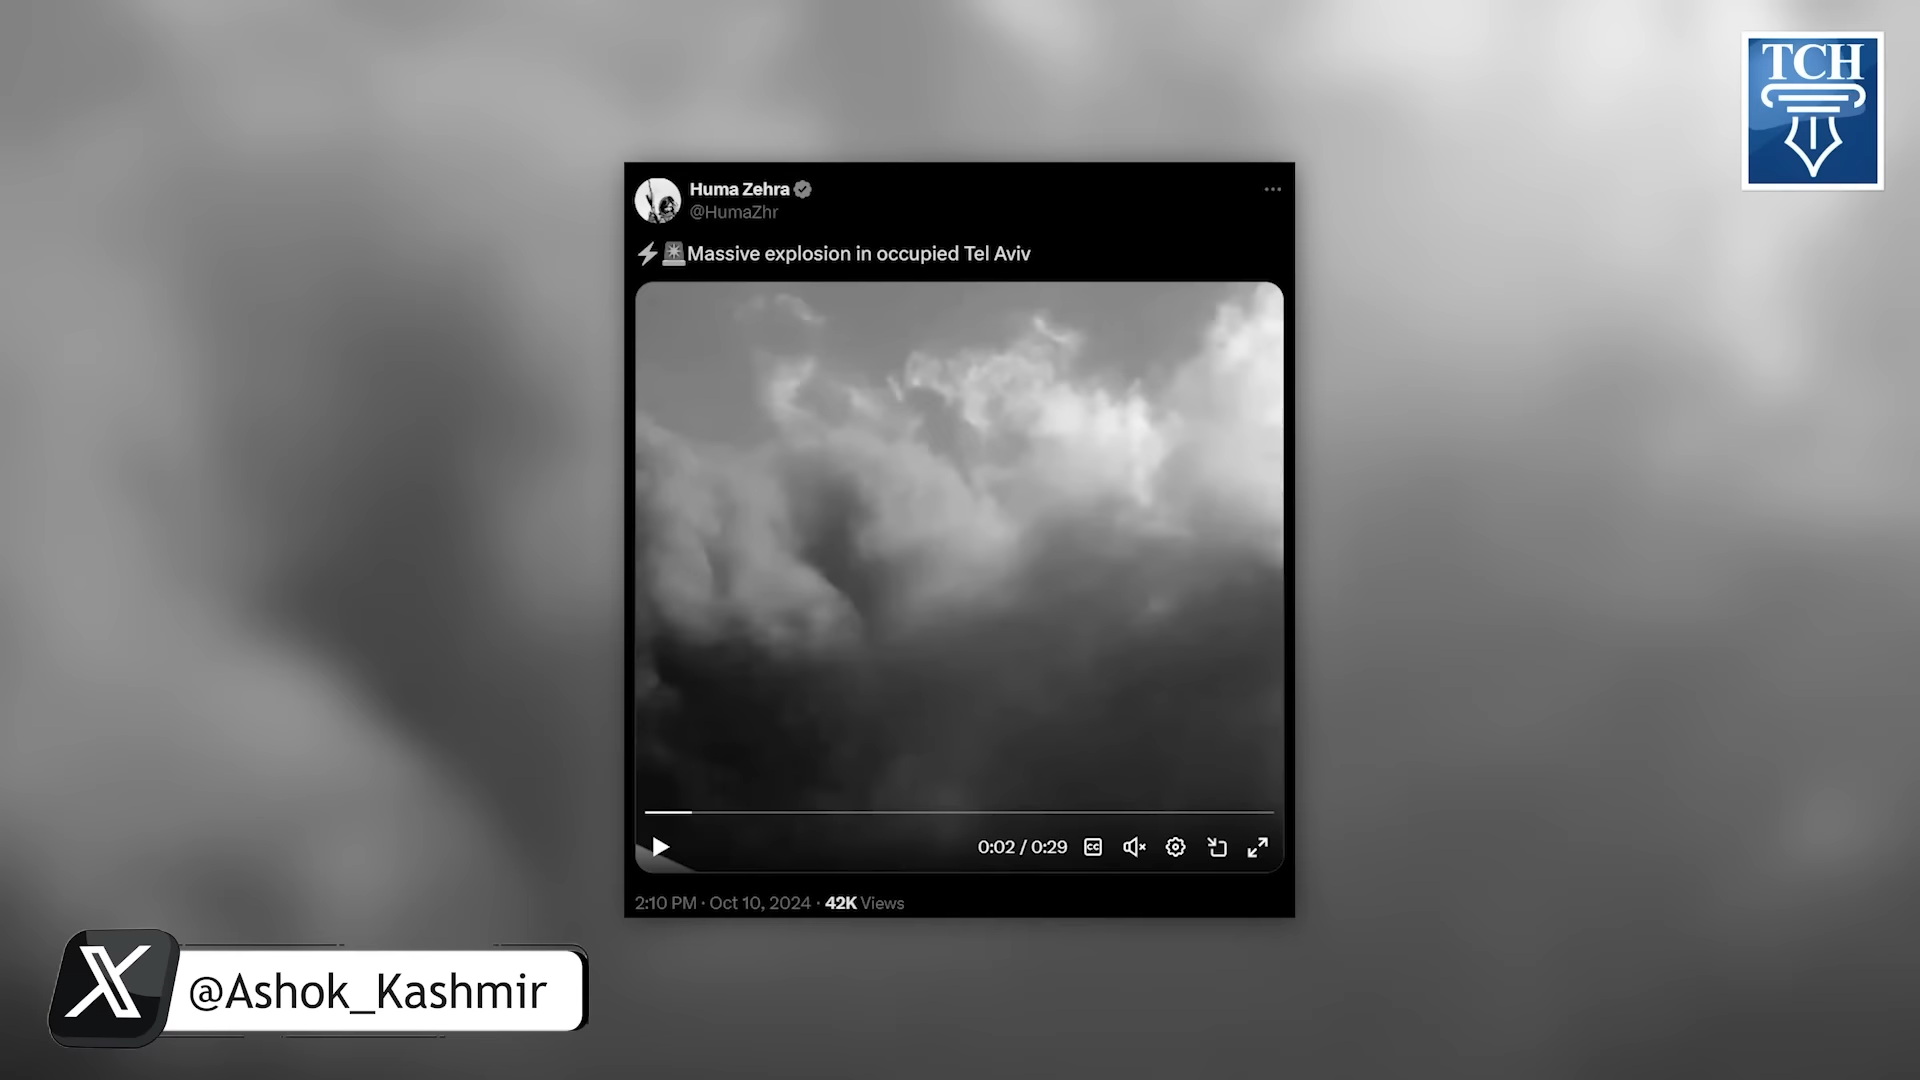 TCH
Huma Zehra
@HumaZhr
⚡🚨Massive explosion in occupied Tel Aviv
0:02 / 0:29
CC
2:10 PM · Oct 10, 2024 · 42K Views
X
@Ashok_Kashmir